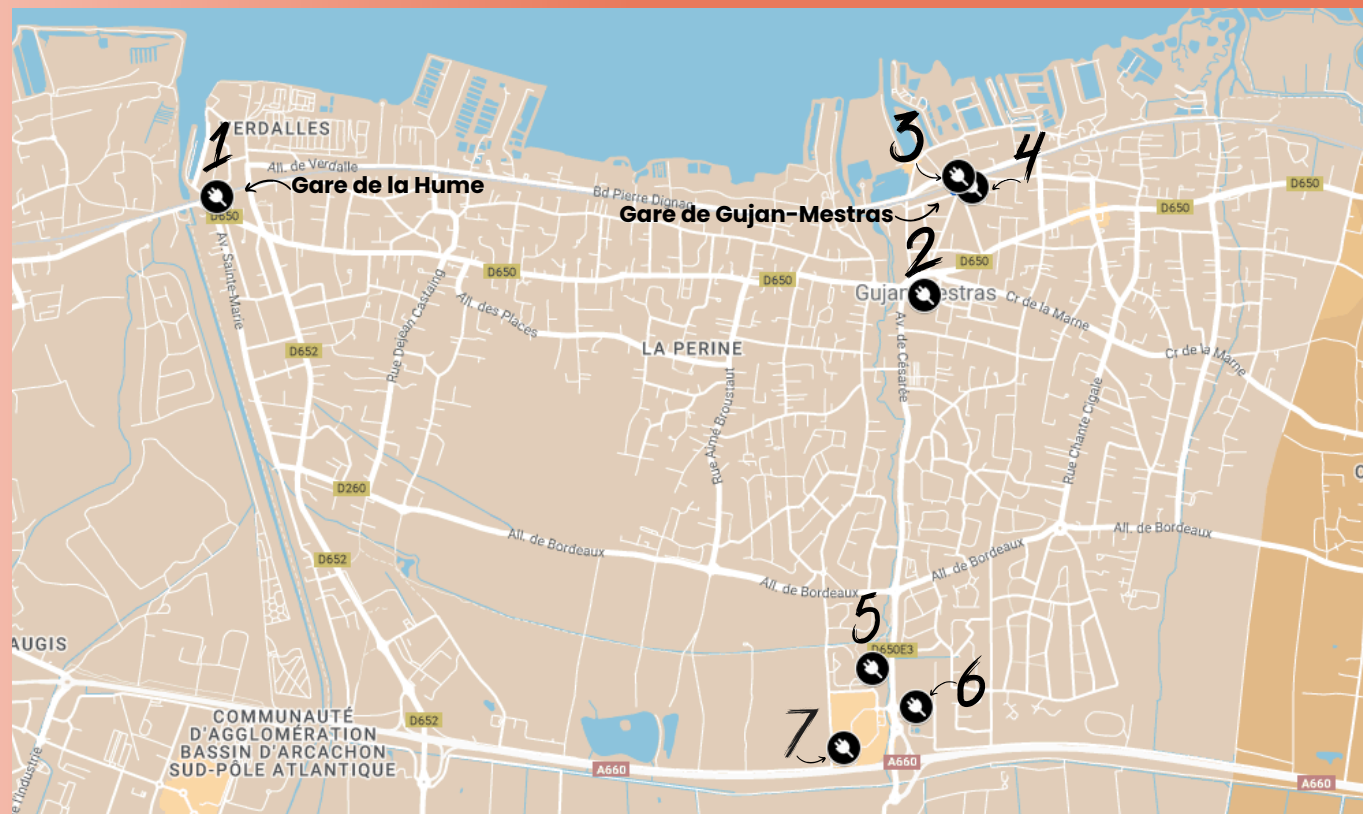 1
ERDALLES
All. de Verdalle
Gare de la Hume
D650
Bd Pierre Dignac
3
4
D650
D650
Gare de Gujan-Mestras
2
D650
D650
D650
Gujan
estras
Cr de la Marne
Av. Sainte-Marie
Rue Dejean Castaing
All. des Places
LA PERINE
Av. de Césarée
Cr de la Marne
D652
Rue Aimé Broustaut
Rue Chante Cigale
C
D260
All. de Bordeaux
All. de Bordeaux
All. de Bordeaux
D652
All. de Bordeaux
5
D650E3
AUGIS
6
COMMUNAUTÉ
D'AGGLOMÉRATION
BASSIN D'ARCACHON
SUD-PÔLE ATLANTIQUE
D652
7
A660
A660
A660
e l'Industrie